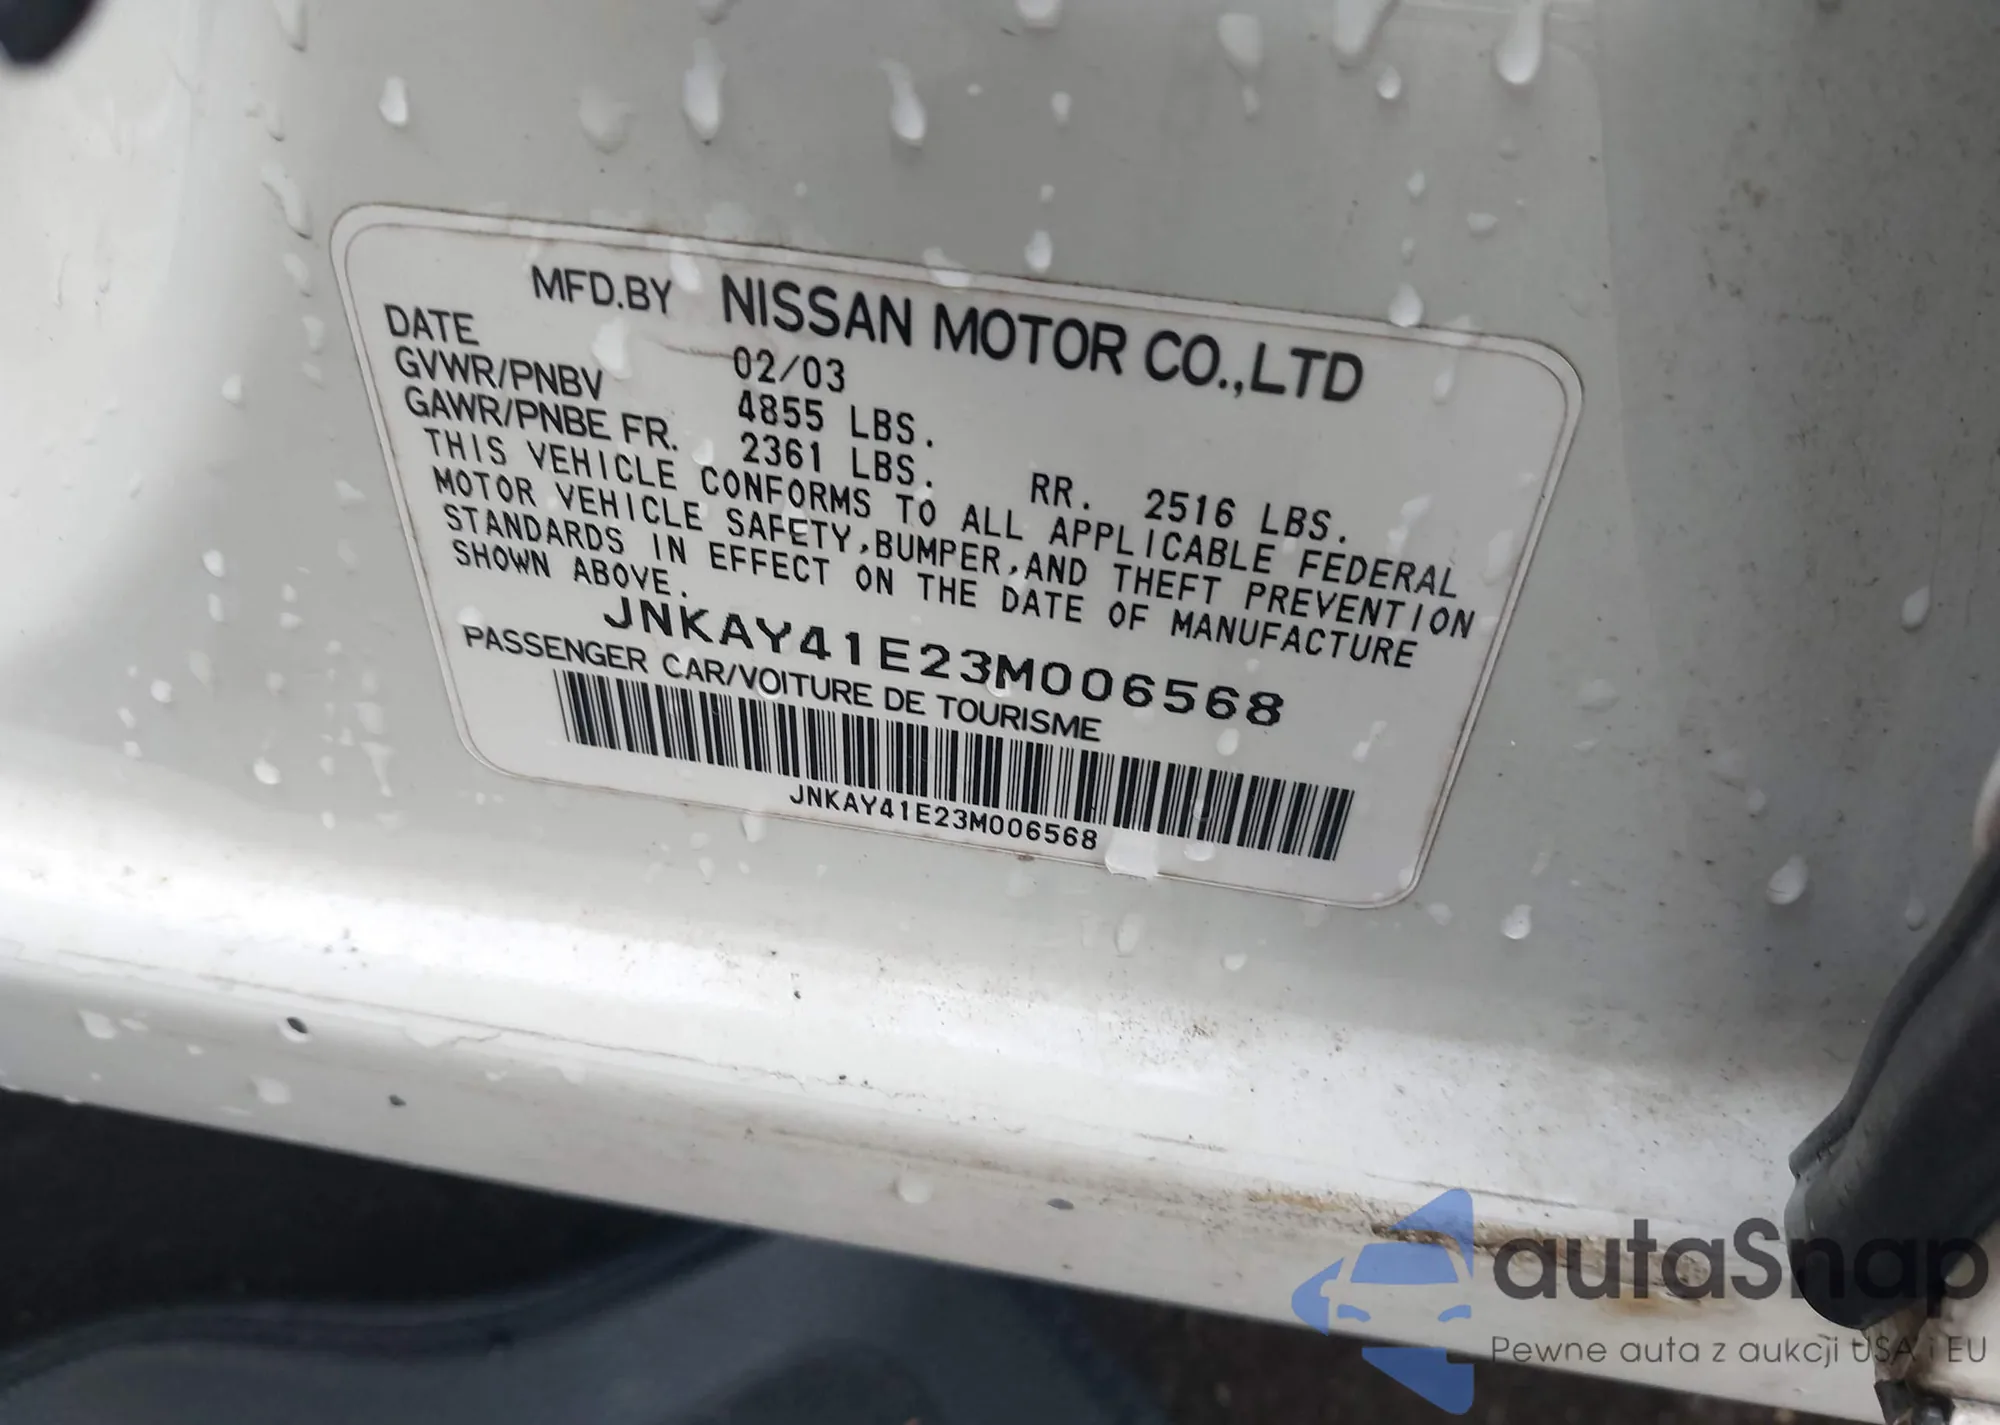 MFD.BY NISSAN MOTOR CO.,LTD
DATE 02/03
GVWR/PNBV 4855 LBS.
GAWR/PNBE FR. 2361 LBS. RR. 2516 LBS.
THIS VEHICLE CONFORMS TO ALL APPLICABLE FEDERAL
MOTOR VEHICLE SAFETY,BUMPER,AND THEFT PREVENTION
STANDARDS IN EFFECT ON THE DATE OF MANUFACTURE
SHOWN ABOVE.
JNKAY41E23M006568
PASSENGER CAR/VOITURE DE TOURISME
JNKAY41E23M006568
autaSnap
Pewne auta z aukcji USA i EU